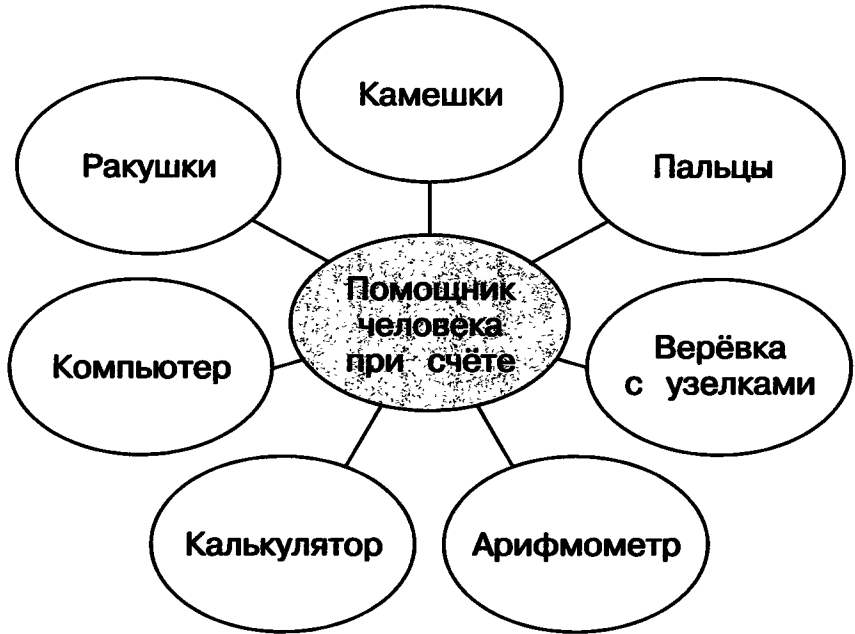 Камешки
Ракушки
Пальцы
Помощник
человека
при счёте
Компьютер
Верёвка
с узелками
Калькулятор
Арифмометр